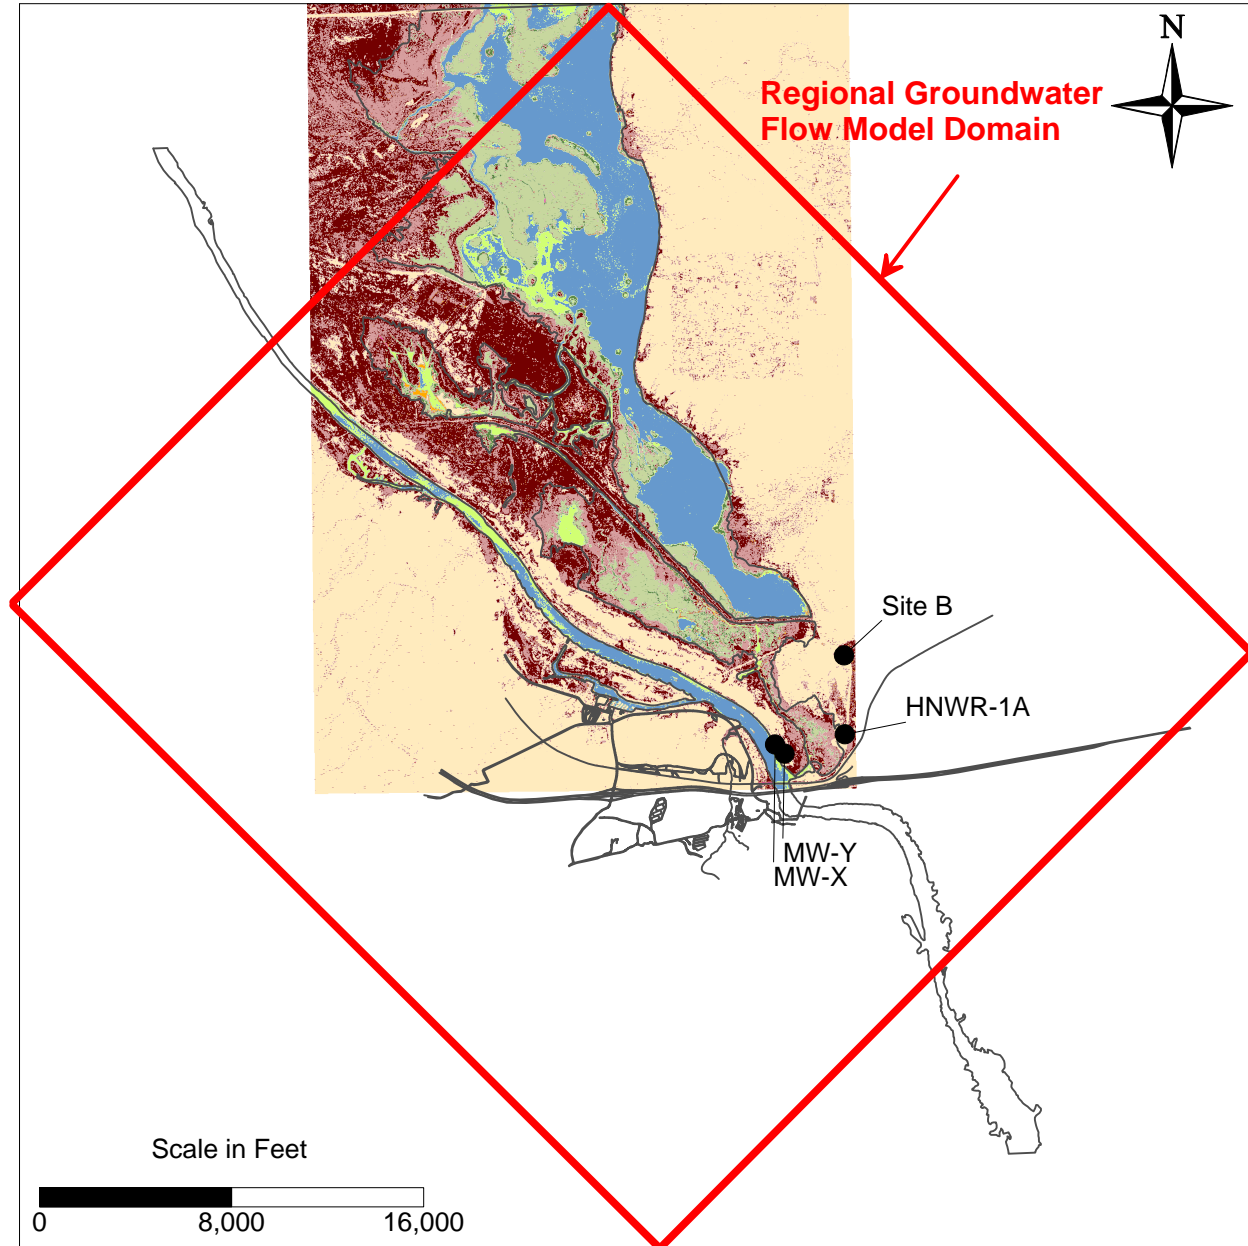 N
Regional Groundwater
Flow Model Domain
Site B
HNWR-1A
MW-Y
MW-X
Scale in Feet
0 8,000 16,000